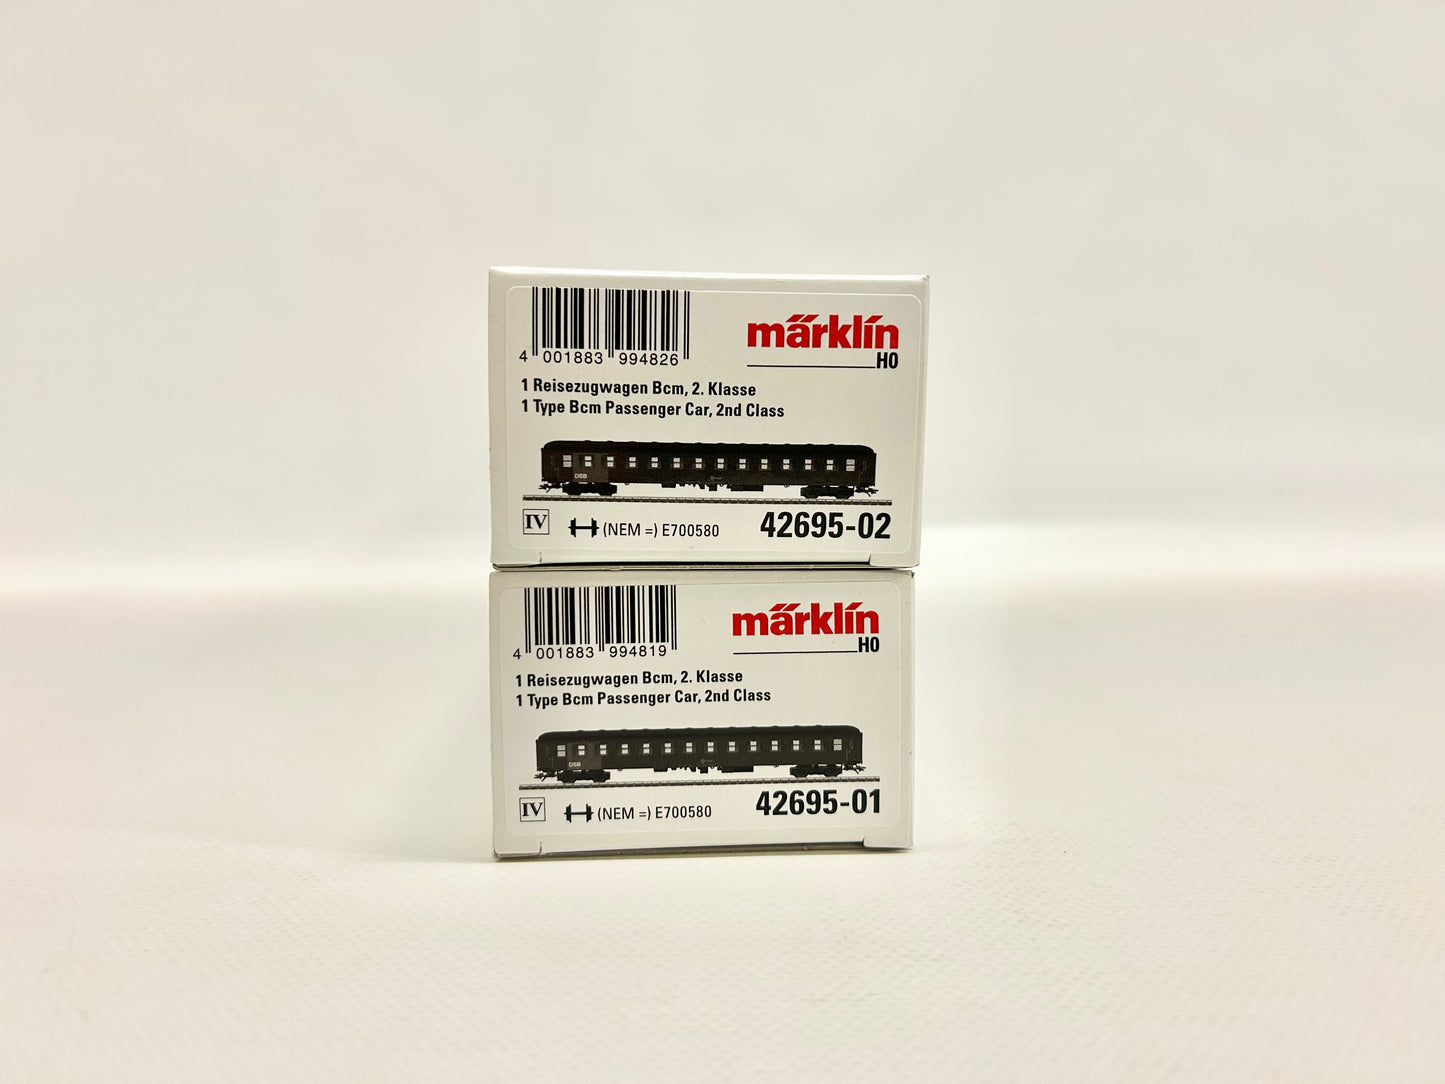 4 001883 994826
märklín
H0
1 Reisezugwagen Bcm, 2. Klasse
1 Type Bcm Passenger Car, 2nd Class
DSB
IV (NEM =) E700580 42695-02
4 001883 994819
märklín
H0
1 Reisezugwagen Bcm, 2. Klasse
1 Type Bcm Passenger Car, 2nd Class
DSB
IV (NEM =) E700580 42695-01